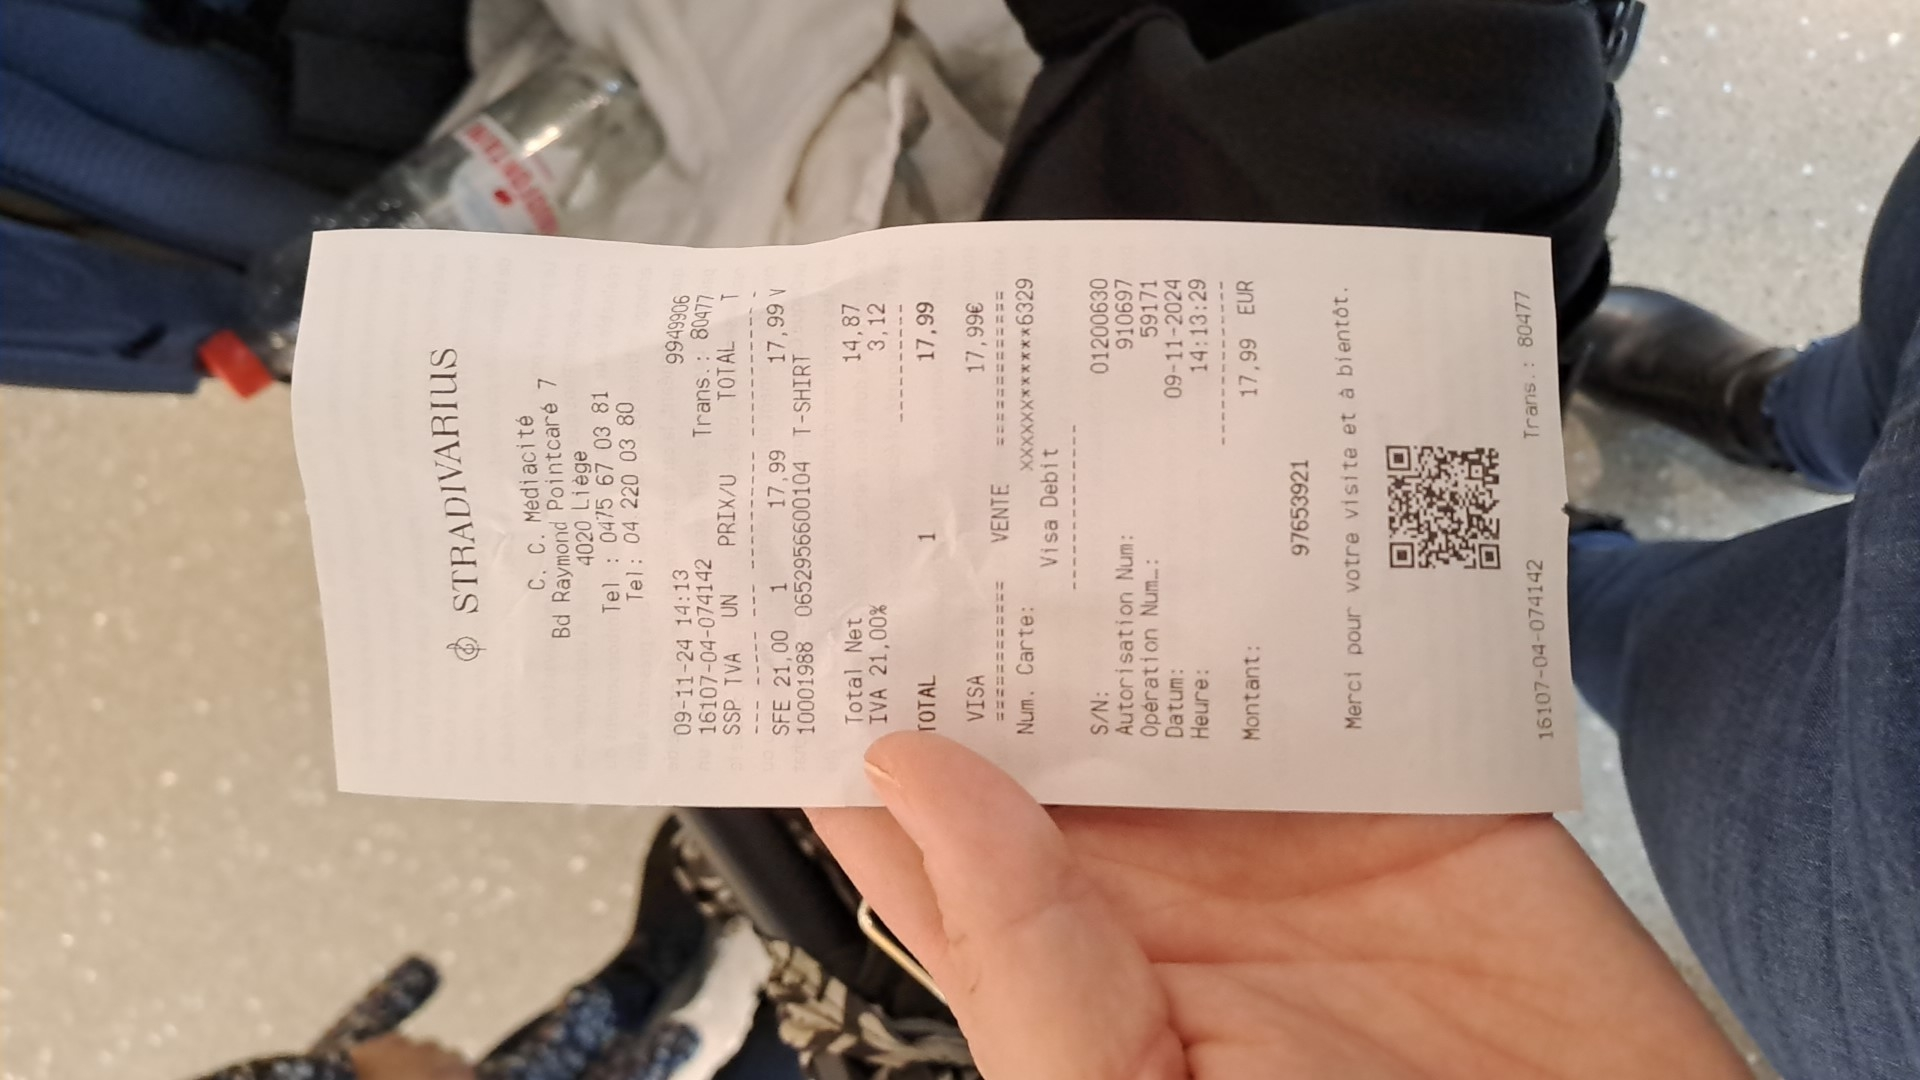 STRADIVARIUS
C. C. Médiacité
Bd Raymond Pointcaré 7
4020 Liège
Tel : 0475 67 03 81
Tel: 04 220 03 80
9949906
09-11-24 14:13
16107-04-074142 Trans.: 80477
SSP TVA UN PRIX/U TOTAL T
SFE 21,00 1 17,99 17,99 V
10001988 0652956600104 T-SHIRT
Total Net 14,87
IVA 21,00% 3,12
TOTAL 1 17,99
VISA 17,99€
=========== VENTE ============
Num. Carte: XXXXXX******6329
Visa Debit
S/N: 01200630
Autorisation Num: 910697
Opération Num…: 59171
Datum: 09-11-2024
Heure: 14:13:29
Montant: 17,99 EUR
97653921
Merci pour votre visite et à bientôt.
16107-04-074142 Trans.: 80477